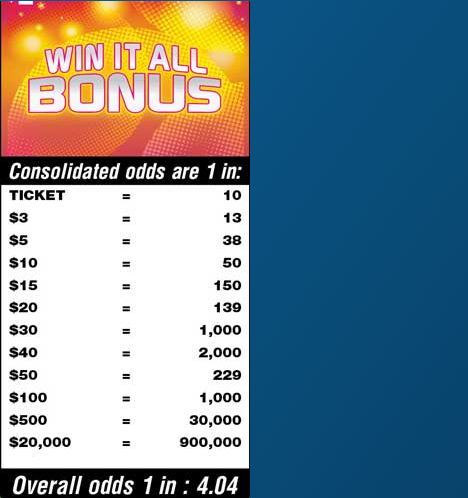 WIN IT ALL
BONUS
Consolidated odds are 1 in:
TICKET = 10
$3 = 13
$5 = 38
$10 = 50
$15 = 150
$20 = 139
$30 = 1,000
$40 = 2,000
$50 = 229
$100 = 1,000
$500 = 30,000
$20,000 = 900,000
Overall odds 1 in : 4.04